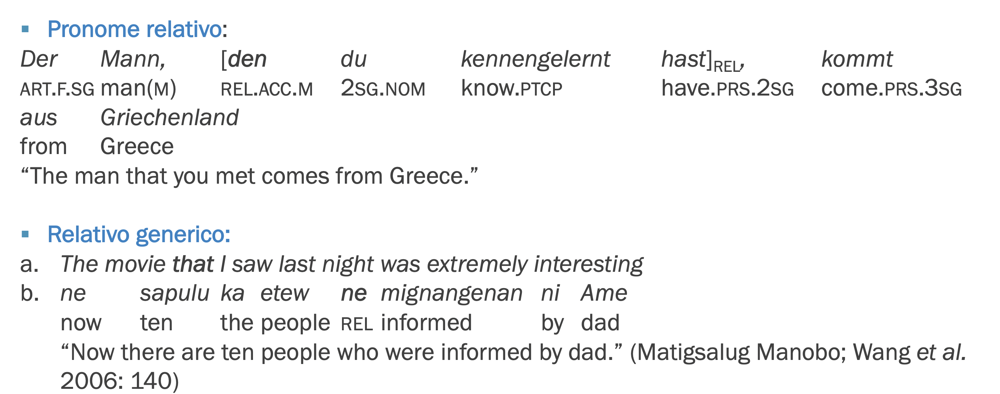 ▪ Pronome relativo:
Der Mann, [den du kennengelernt hast]REL, kommt
ART.F.SG man(M) REL.ACC.M 2SG.NOM know.PTCP have.PRS.2SG come.PRS.3SG
aus Griechenland
from Greece
“The man that you met comes from Greece.”
▪ Relativo generico:
a. The movie that I saw last night was extremely interesting
b. ne sapulu ka etew ne mignangenan ni Ame
now ten the people REL informed by dad
“Now there are ten people who were informed by dad.” (Matigsalug Manobo; Wang et al.
2006: 140)